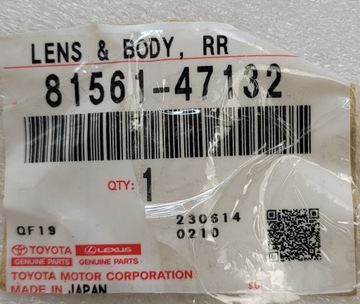 LENS & BODY, RR
81561-47132
QTY: 1
230614
QF19 0210
TOYOTA LEXUS
GENUINE PARTS GENUINE PARTS
TOYOTA MOTOR CORPORATION
MADE IN JAPAN